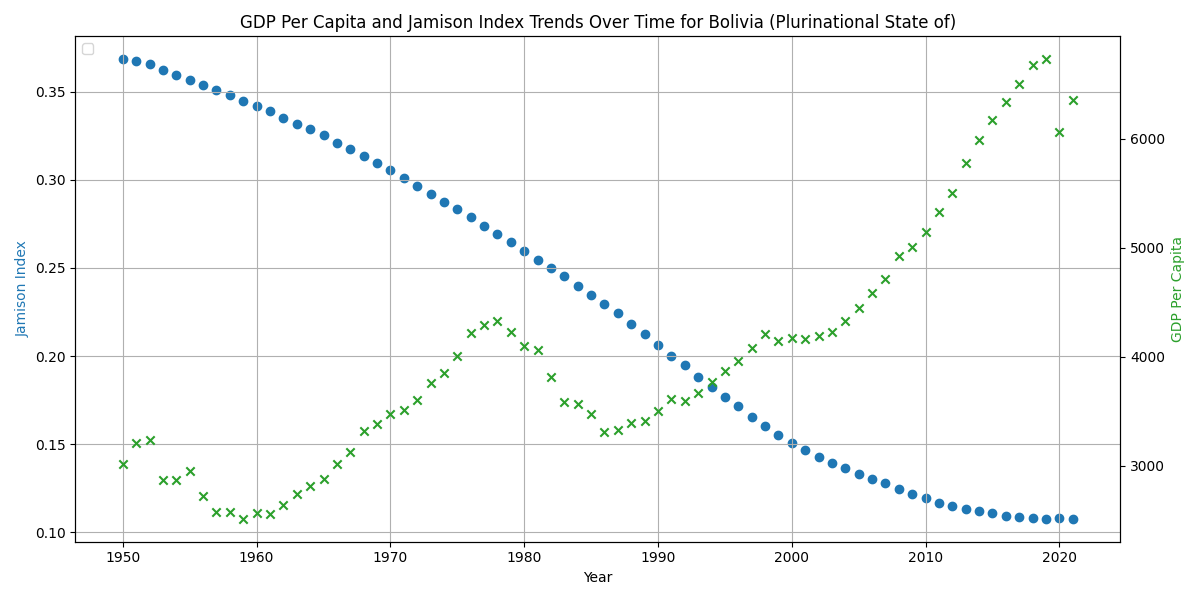 GDP Per Capita and Jamison Index Trends Over Time for Bolivia (Plurinational State of)
0.35
0.30
0.25
0.20
0.15
0.10
Jamison Index
6000
5000
4000
3000
GDP Per Capita
1950 1960 1970 1980 1990 2000 2010 2020
Year